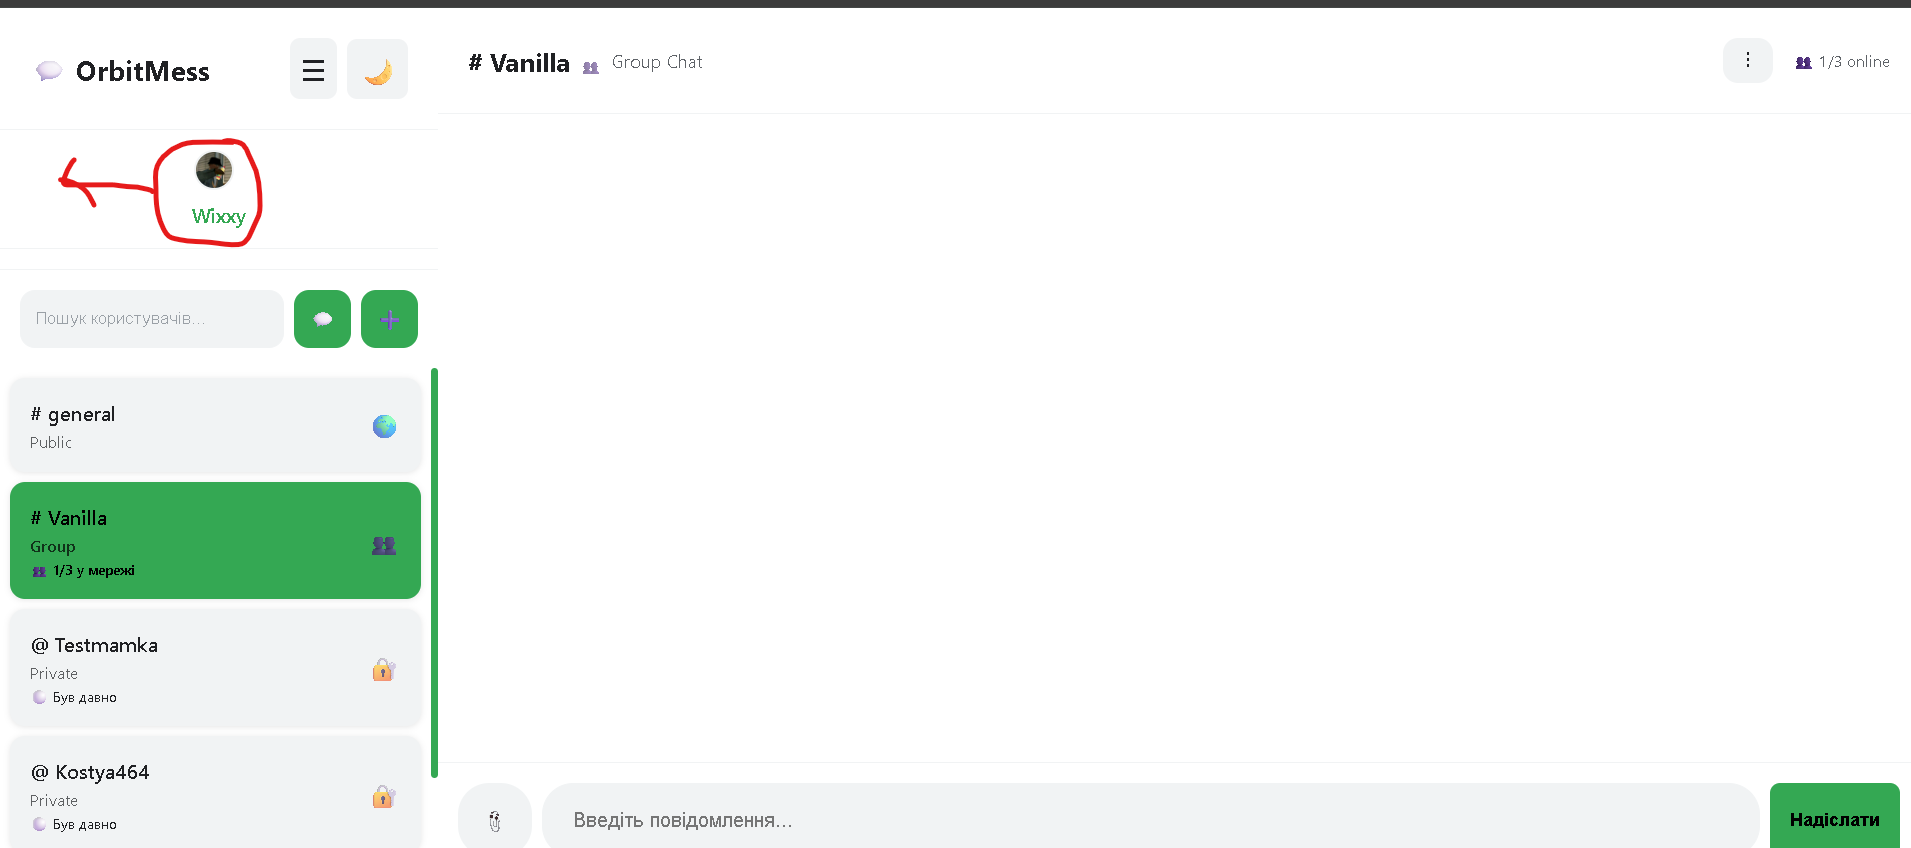 OrbitMess
Wixxy
Пошук користувачів...
# general
Public
# Vanilla
Group
1/3 у мережі
@ Testmamka
Private
Був давно
@ Kostya464
Private
Був давно
# Vanilla Group Chat
1/3 online
Введіть повідомлення...
Надіслати